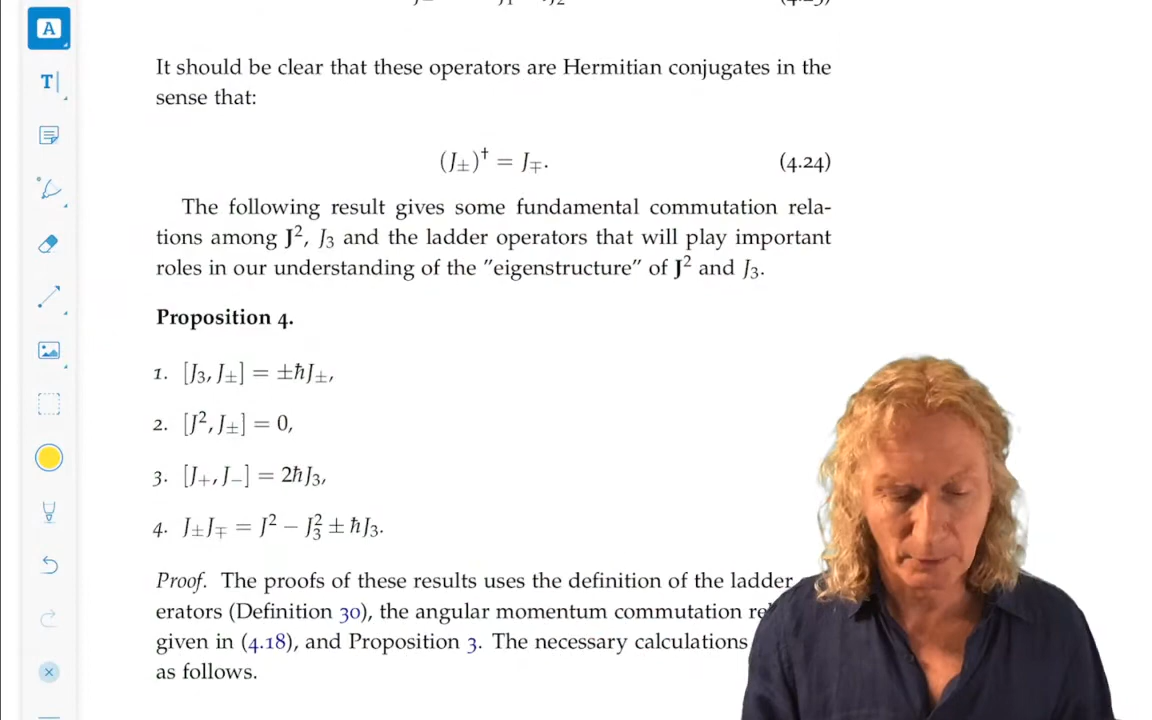 A
T
It should be clear that these operators are Hermitian conjugates in the
sense that:
(J±)† = J∓. (4.24)
The following result gives some fundamental commutation rela-
tions among J², J₃ and the ladder operators that will play important
roles in our understanding of the "eigenstructure" of J² and J₃.
Proposition 4.
1. [J₃, J±] = ±ℏJ±,
2. [J², J±] = 0,
3. [J₊, J₋] = 2ℏJ₃,
4. J±J∓ = J² − J₃² ± ℏJ₃.
Proof. The proofs of these results uses the definition of the ladder
erators (Definition 30), the angular momentum commutation
given in (4.18), and Proposition 3. The necessary calculations
as follows.